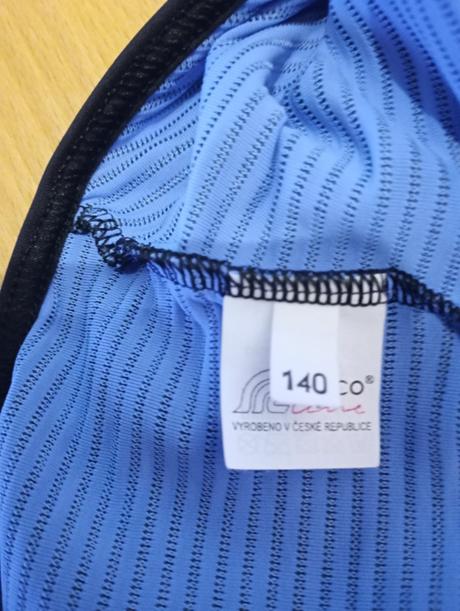 140
co®
VYROBENO V ČESKÉ REPUBLICE